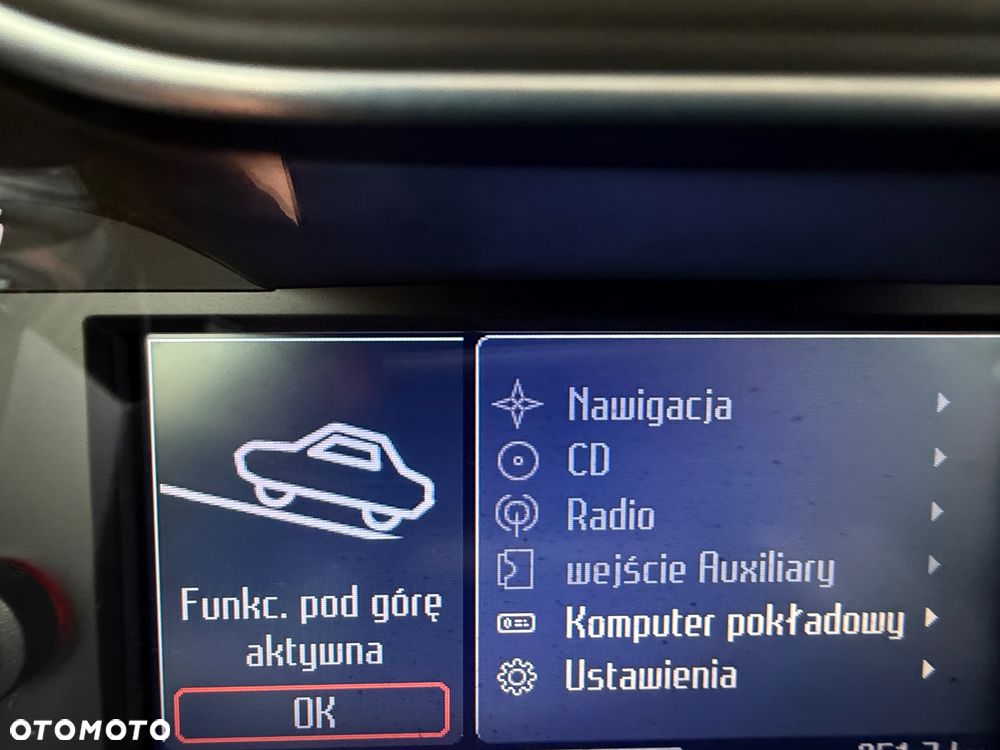 Nawigacja
CD
Radio
wejście Auxiliary
Komputer pokładowy
Ustawienia
Funkc. pod górę
aktywna
OK
OTOMOTO